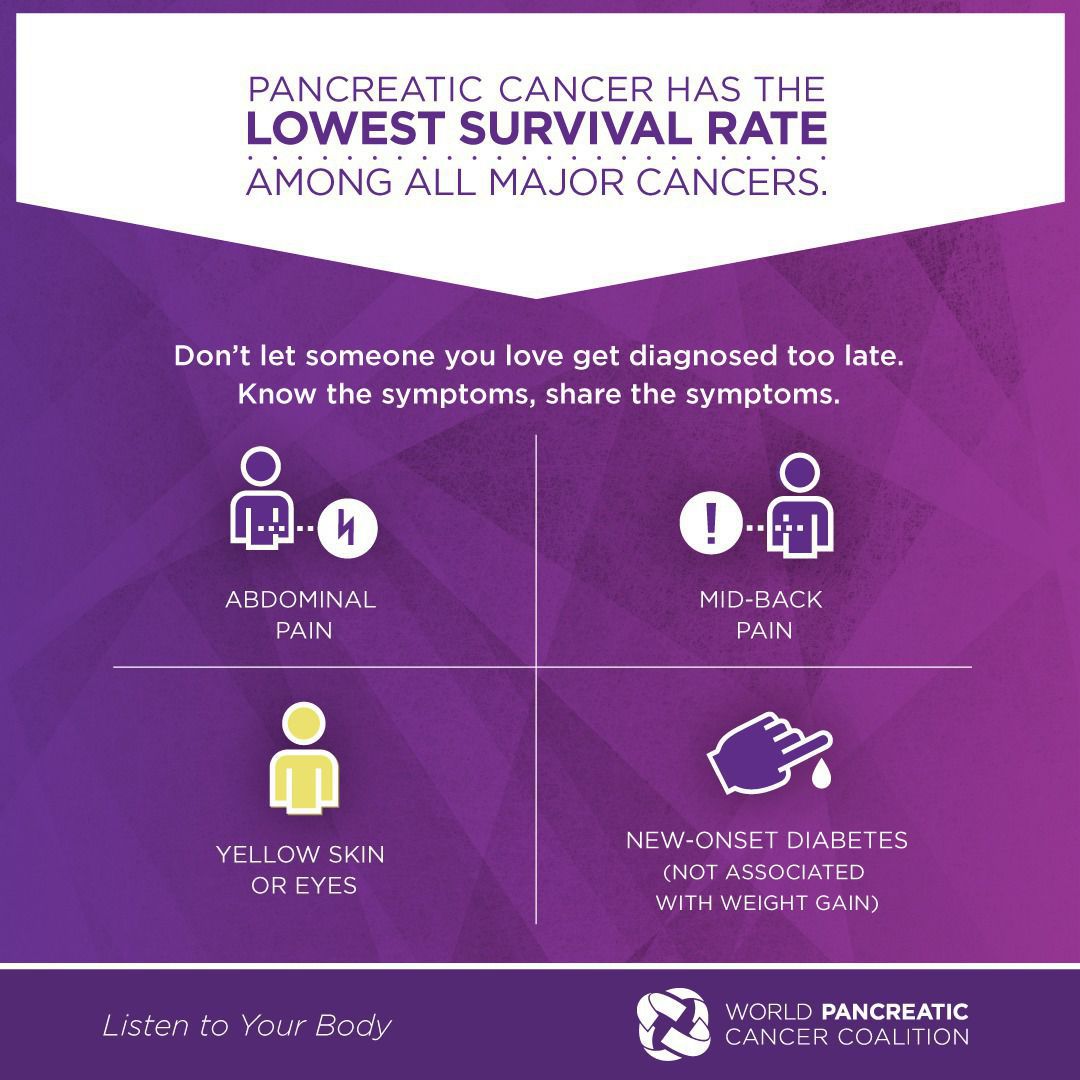 PANCREATIC CANCER HAS THE
LOWEST SURVIVAL RATE
AMONG ALL MAJOR CANCERS.
Don't let someone you love get diagnosed too late.
Know the symptoms, share the symptoms.
ABDOMINAL
PAIN
MID-BACK
PAIN
YELLOW SKIN
OR EYES
NEW-ONSET DIABETES
(NOT ASSOCIATED
WITH WEIGHT GAIN)
Listen to Your Body
WORLD PANCREATIC
CANCER COALITION